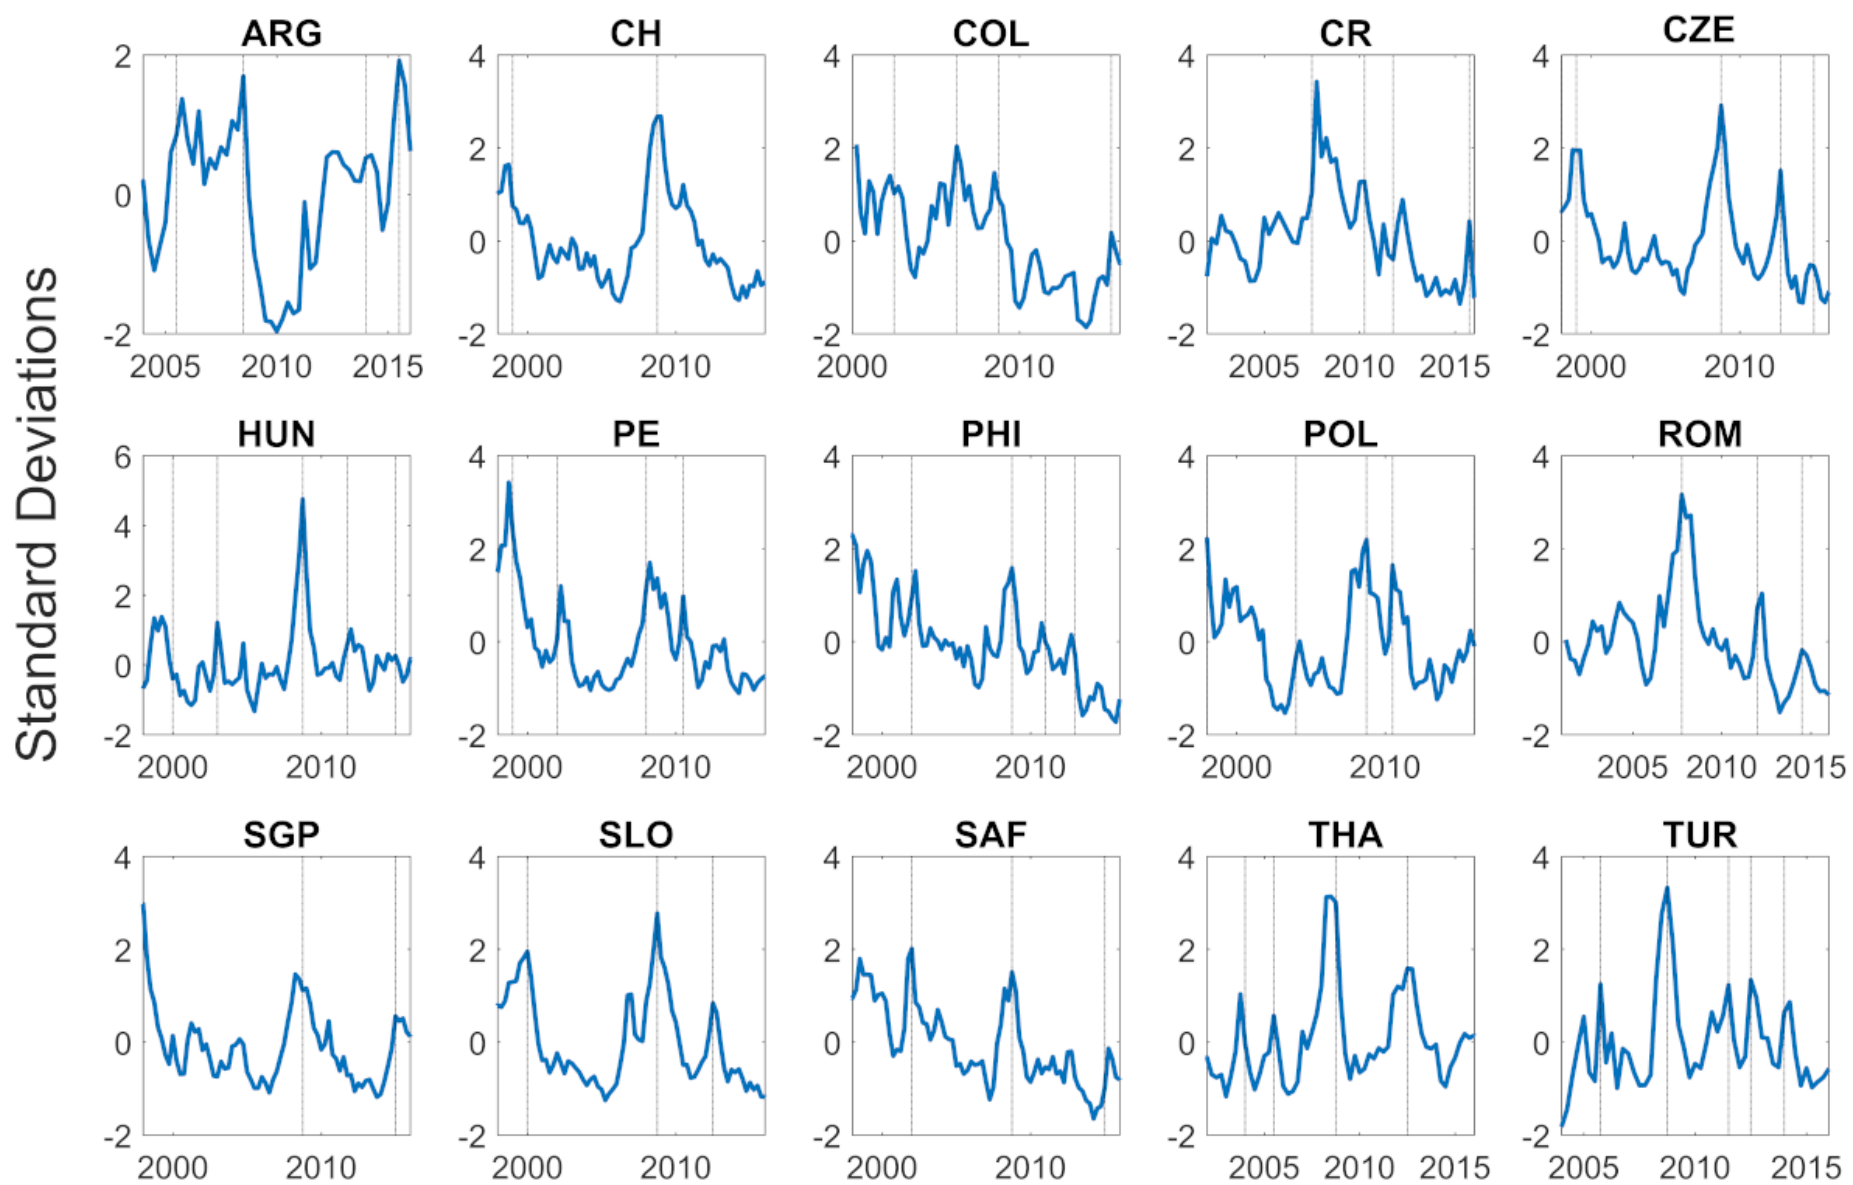 ARG CH COL CR CZE
2 4 4 4 4
0 2 2 2 2
-2 0 0 0 0
-2 -2 -2 -2
2005 2010 2015 2000 2010 2000 2010 2005 2010 2015 2000 2010
Standard Deviations
HUN PE PHI POL ROM
6 4 4 4 4
4 2 2 2 2
2 0 0 0 0
0 -2 -2 -2 -2
-2
2000 2010 2000 2010 2000 2010 2000 2010 2005 2010 2015
SGP SLO SAF THA TUR
4 4 4 4 4
2 2 2 2 2
0 0 0 0 0
-2 -2 -2 -2 -2
2000 2010 2000 2010 2000 2010 2005 2010 2015 2005 2010 2015